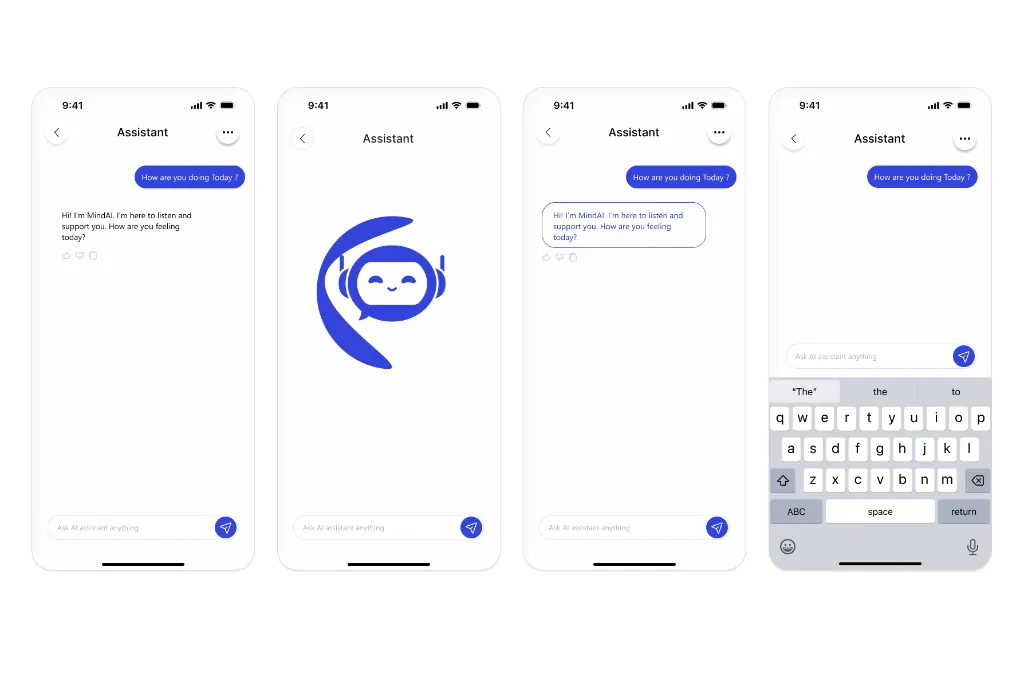 9:41
Assistant
How are you doing Today ?
Hi! I'm MindAI. I'm here to listen and
support you. How are you feeling
today?
Ask AI assistant anything
9:41
Assistant
Ask AI assistant anything
9:41
Assistant
How are you doing Today ?
Hi! I'm MindAI. I'm here to listen and
support you. How are you feeling
today?
Ask AI assistant anything
9:41
Assistant
How are you doing Today ?
Ask AI assistant anything
“The” the to
q w e r t y u i o p
a s d f g h j k l
z x c v b n m
ABC space return